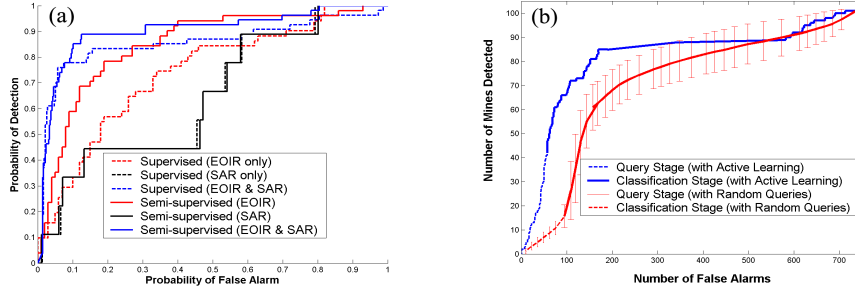 (a)
Probability of Detection
1
0.9
0.8
0.7
0.6
0.5
0.4
0.3
0.2
0.1
0
Supervised (EOIR only)
Supervised (SAR only)
Supervised (EOIR & SAR)
Semi-supervised (EOIR)
Semi-supervised (SAR)
Semi-supervised (EOIR & SAR)
0 0.1 0.2 0.3 0.4 0.5 0.6 0.7 0.8 0.9 1
Probability of False Alarm
(b)
Number of Mines Detected
100
80
60
40
20
0
Query Stage (with Active Learning)
Classification Stage (with Active Learning)
Query Stage (with Random Queries)
Classification Stage (with Random Queries)
0 100 200 300 400 500 600 700
Number of False Alarms